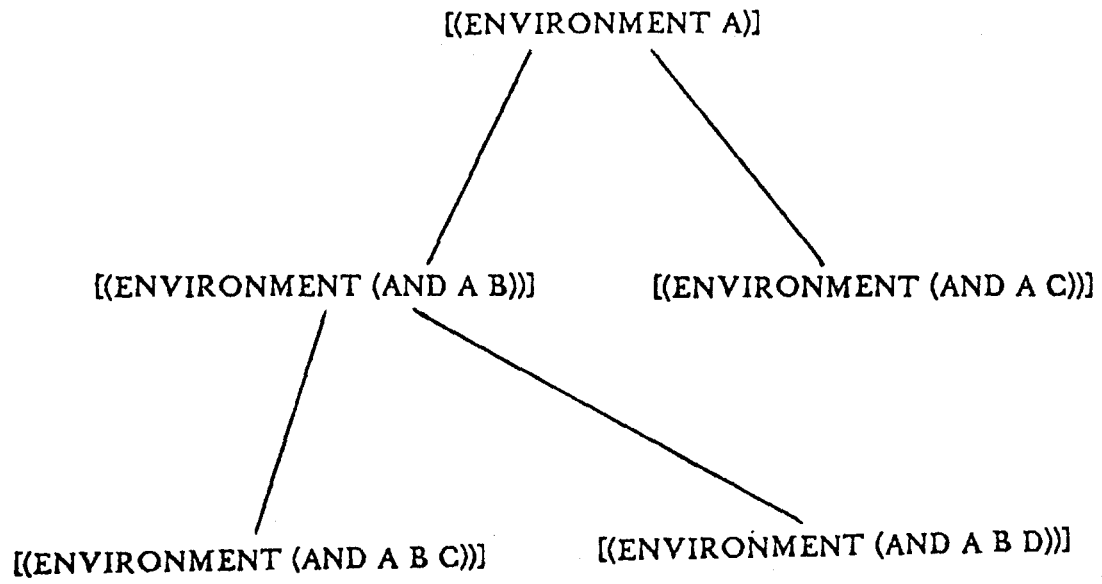 [(ENVIRONMENT A)]
[(ENVIRONMENT (AND A B))]
[(ENVIRONMENT (AND A C))]
[(ENVIRONMENT (AND A B C))]
[(ENVIRONMENT (AND A B D))]